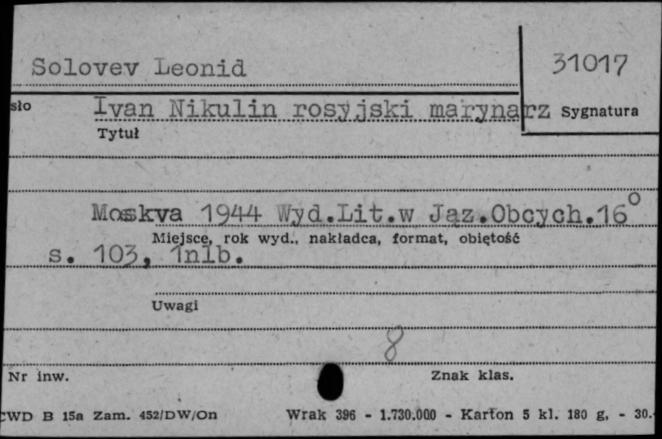 Solovev Leonid
31017
sło
Ivan Nikulin rosyjski marynarz
Sygnatura
Tytuł
Moskva 1944 Wyd.Lit.w Jąz.Obcych.16°
Miejsce, rok wyd., nakładca, format, obiętość
s. 103, 1nlb.
Uwagi
8
Nr inw.
Znak klas.
CWD B 15a Zam. 452/DW/On Wrak 396 - 1.730.000 - Karton 5 kl. 180 g, - 30.